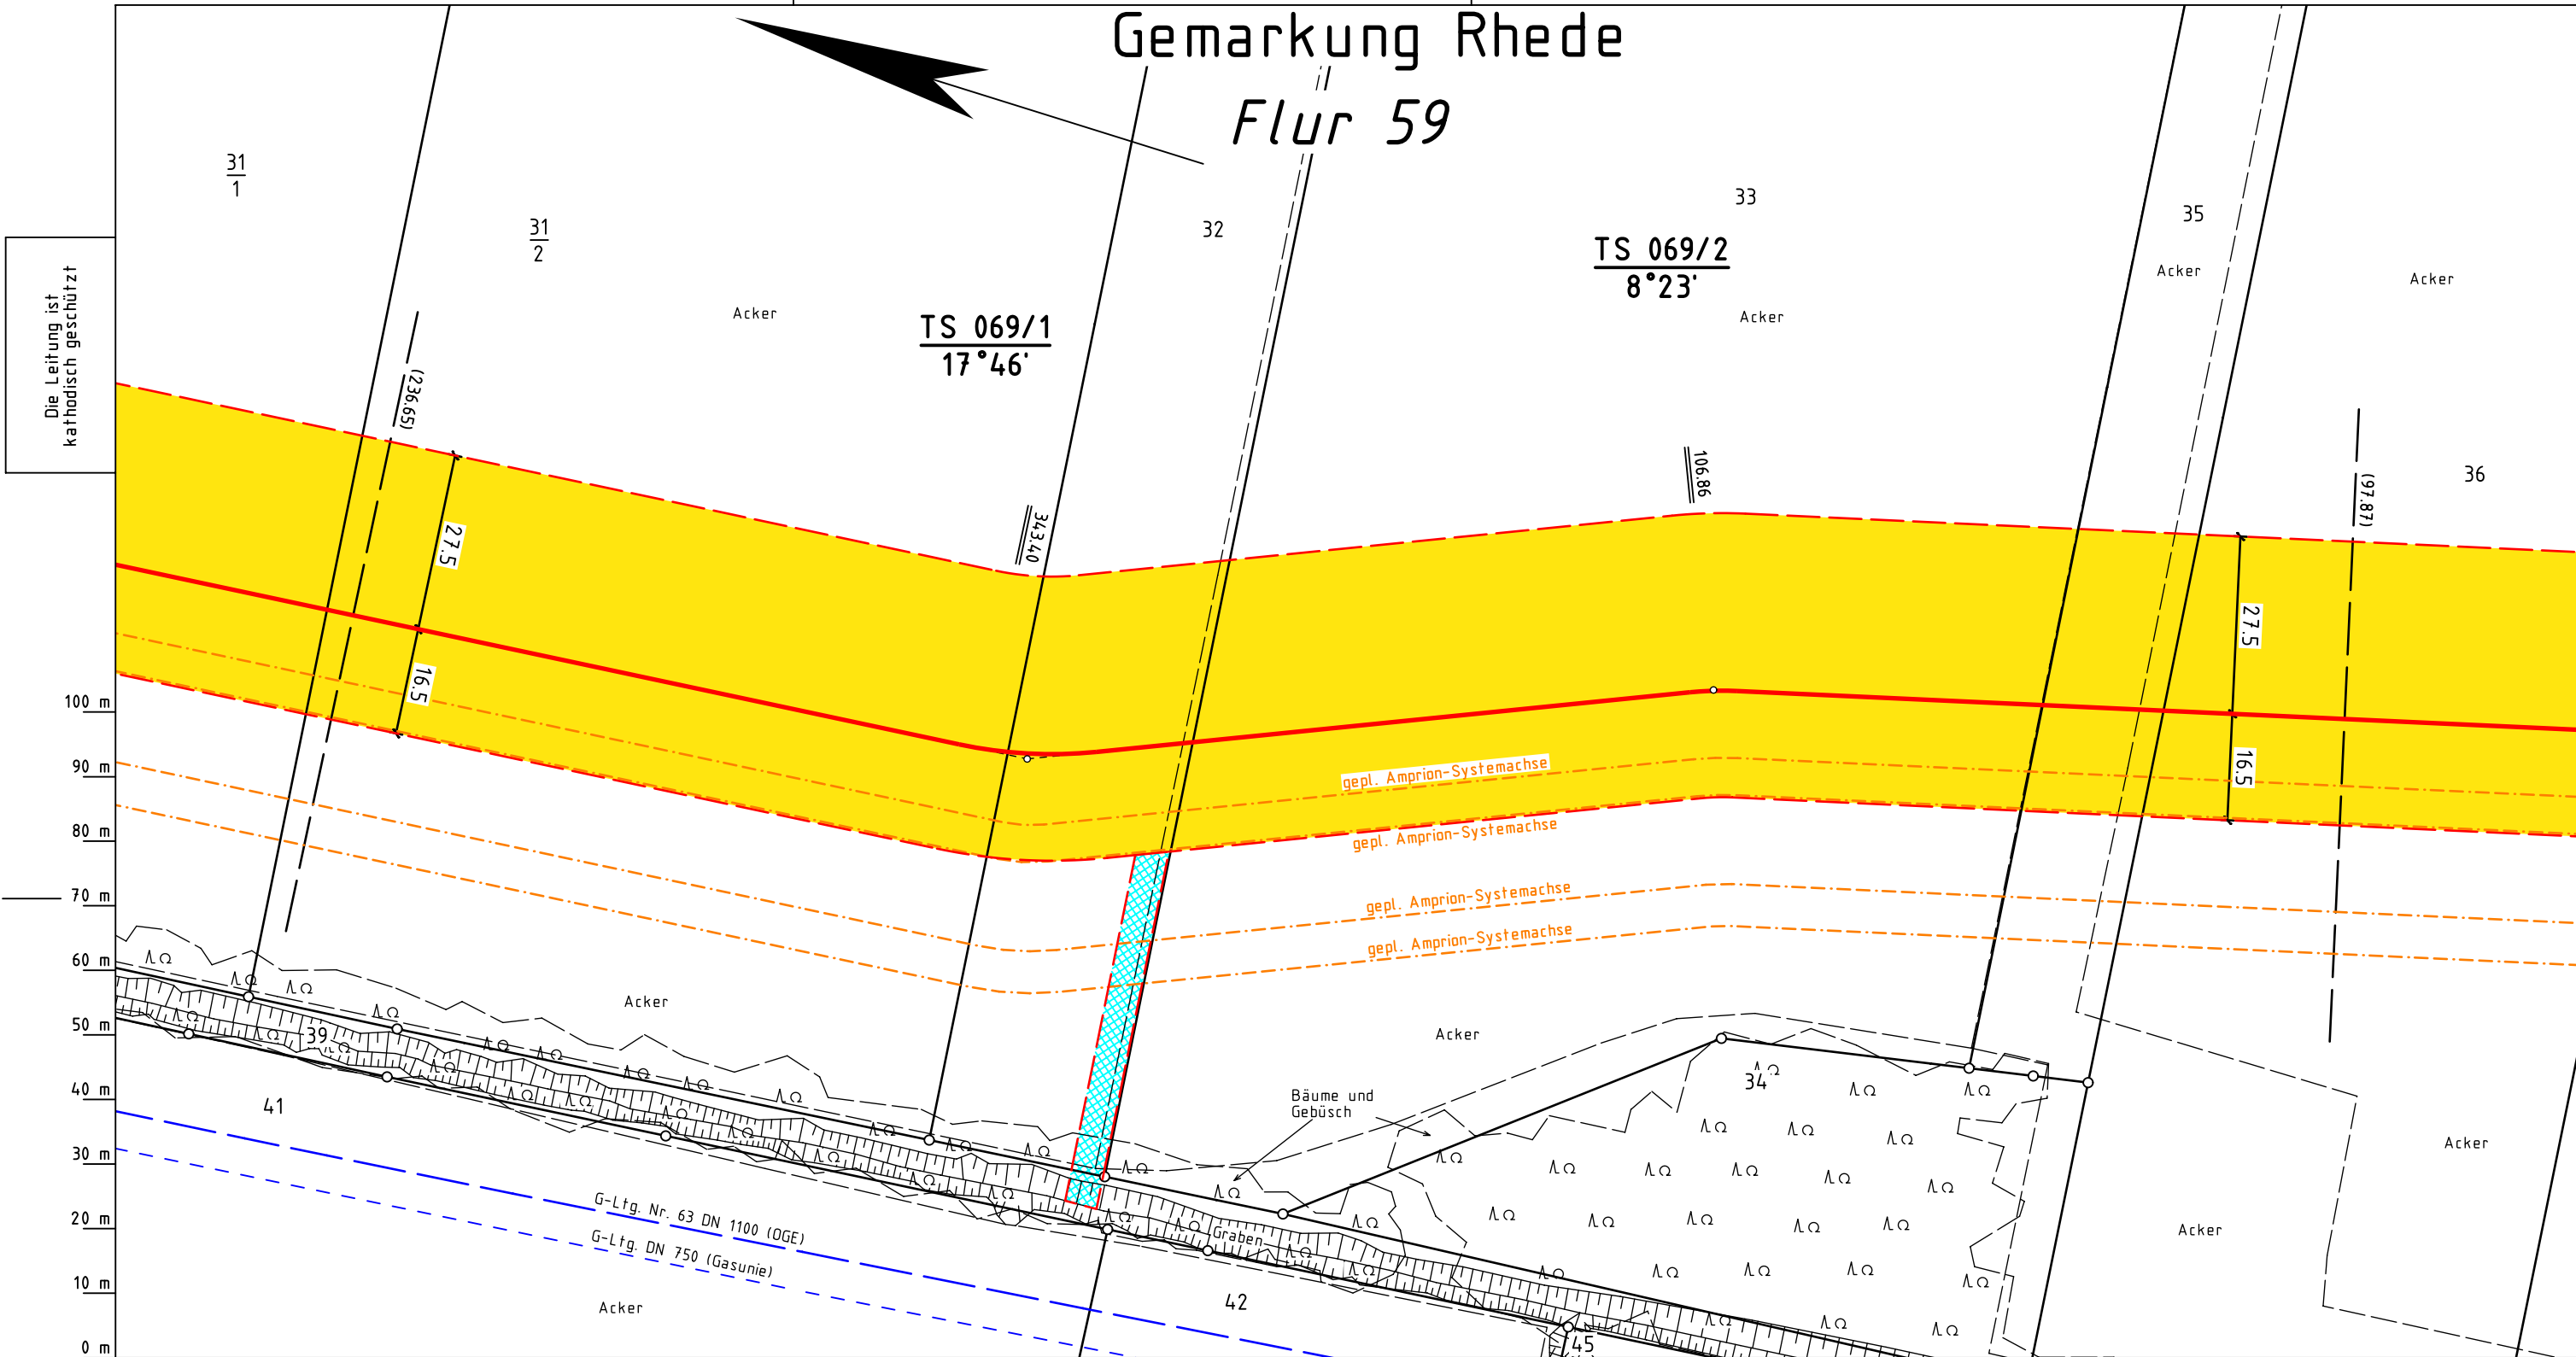 Gemarkung Rhede
Flur 59
31
1
31
2
32
33
35
36
Acker
Acker
Acker
Acker
TS 069/1
17°46'
TS 069/2
8°23'
Die Leitung ist
kathodisch geschützt
(236.65)
343.40
106.86
(97.87)
27.5
16.5
27.5
16.5
gepl. Amprion-Systemachse
gepl. Amprion-Systemachse
gepl. Amprion-Systemachse
gepl. Amprion-Systemachse
100 m
90 m
80 m
70 m
60 m
50 m
40 m
30 m
20 m
10 m
0 m
Acker
Acker
39
41
34
Bäume und
Gebüsch
Acker
Acker
G-Ltg. Nr. 63 DN 1100 (OGE)
G-Ltg. DN 750 (Gasunie)
Graben
Acker
42
45